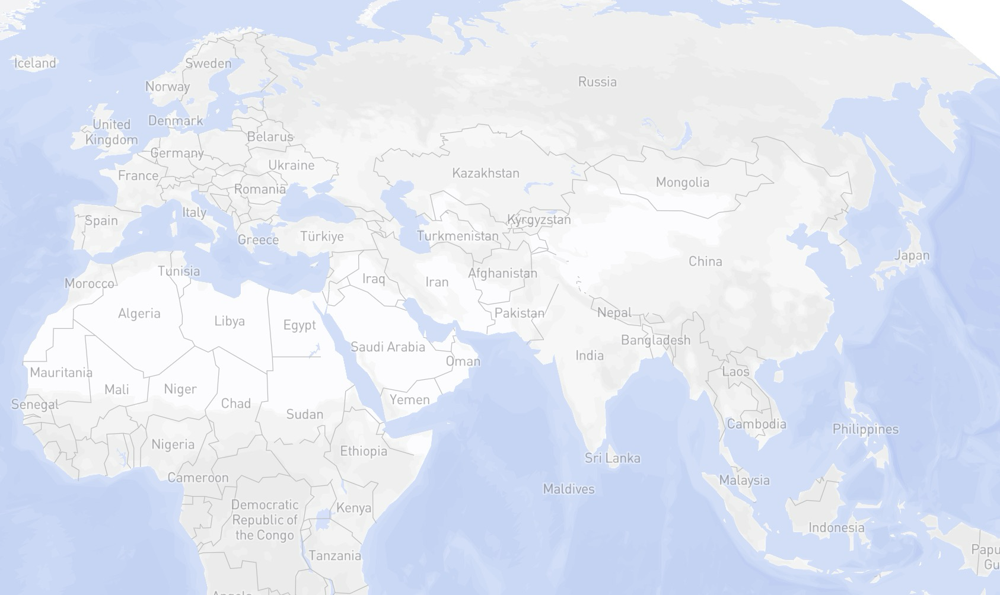 Iceland
Sweden
Russia
Norway
Denmark
United
Kingdom
Belarus
Germany
Ukraine
France
Kazakhstan
Mongolia
Romania
Italy
Spain
Kyrgyzstan
Türkiye
Turkmenistan
Greece
Japan
China
Tunisia
Afghanistan
Iraq
Iran
Morocco
Algeria
Pakistan
Nepal
Libya
Egypt
Bangladesh
Saudi Arabia
India
Oman
Mauritania
Laos
Mali
Niger
Chad
Yemen
Senegal
Sudan
Cambodia
Philippines
Nigeria
Ethiopia
Sri Lanka
Cameroon
Malaysia
Maldives
Democratic
Republic of
the Congo
Kenya
Indonesia
Tanzania
Papu
Gu
Angola